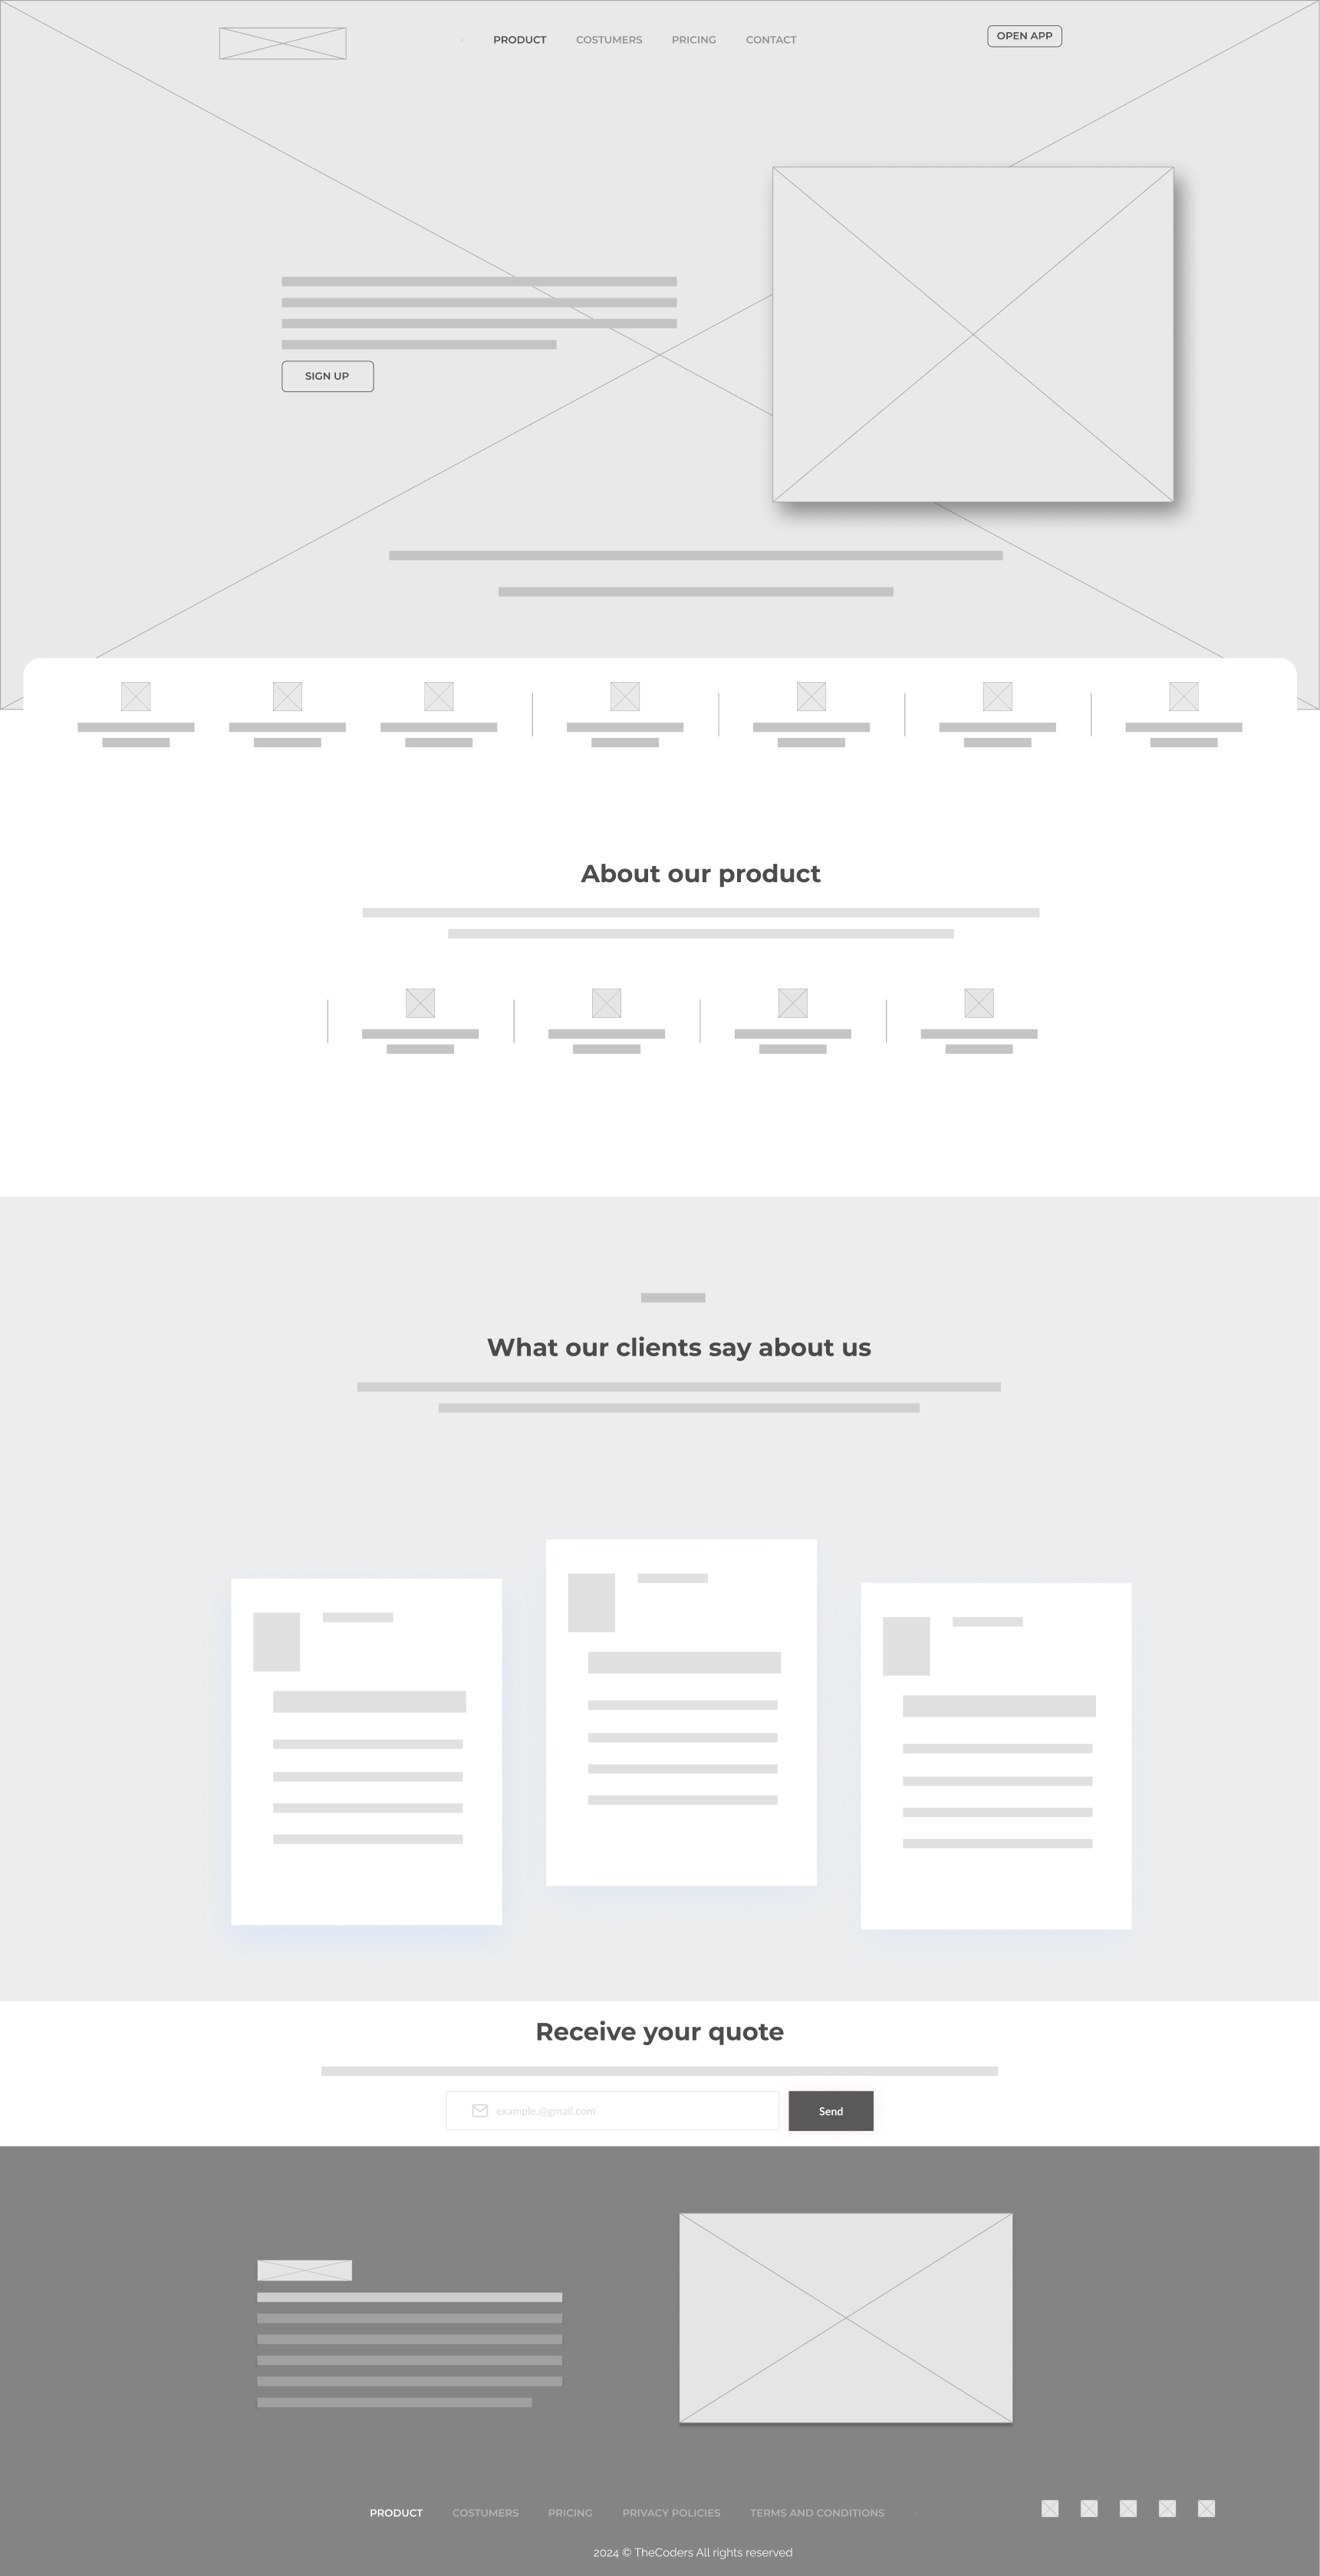 PRODUCT COSTUMERS PRICING CONTACT OPEN APP
SIGN UP
About our product
What our clients say about us
Receive your quote
example.@gmail.com Send
PRODUCT COSTUMERS PRICING PRIVACY POLICIES TERMS AND CONDITIONS
2024 © TheCoders All rights reserved